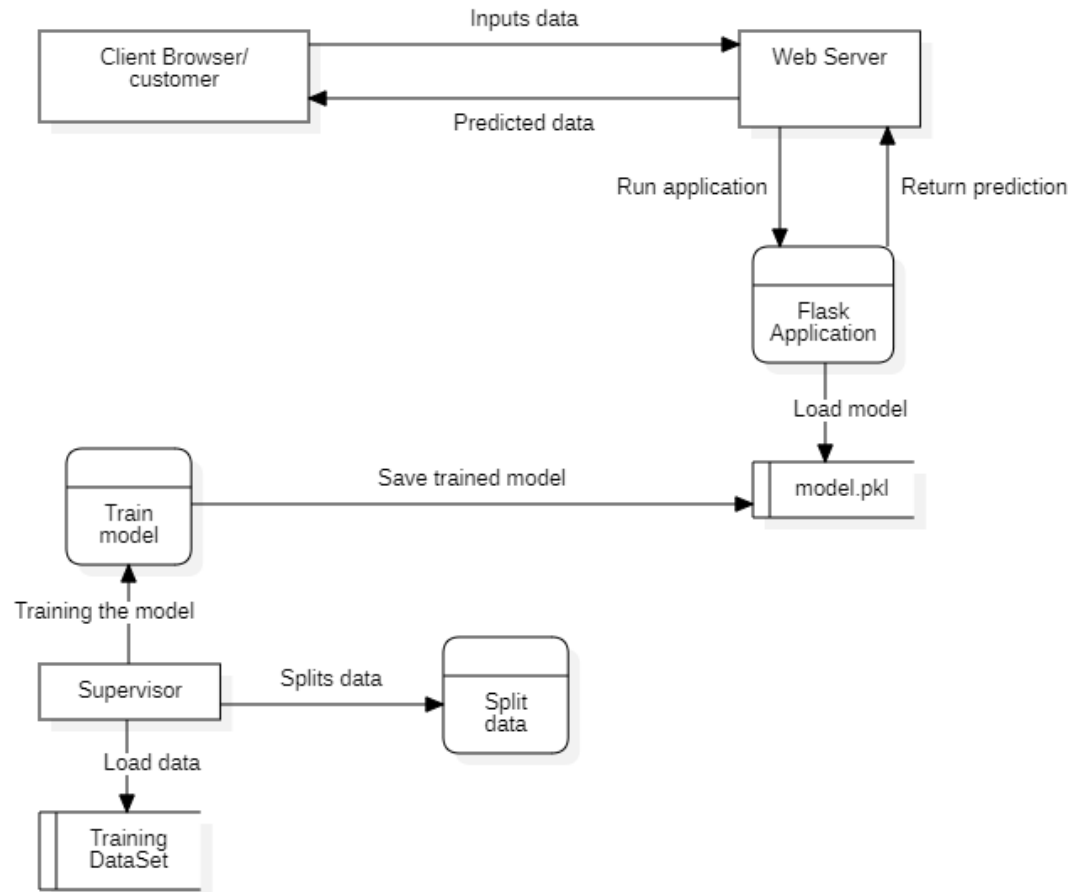 Inputs data
Client Browser/
customer
Web Server
Predicted data
Run application
Return prediction
Flask
Application
Load model
Save trained model
model.pkl
Train
model
Training the model
Supervisor
Splits data
Split
data
Load data
Training
DataSet